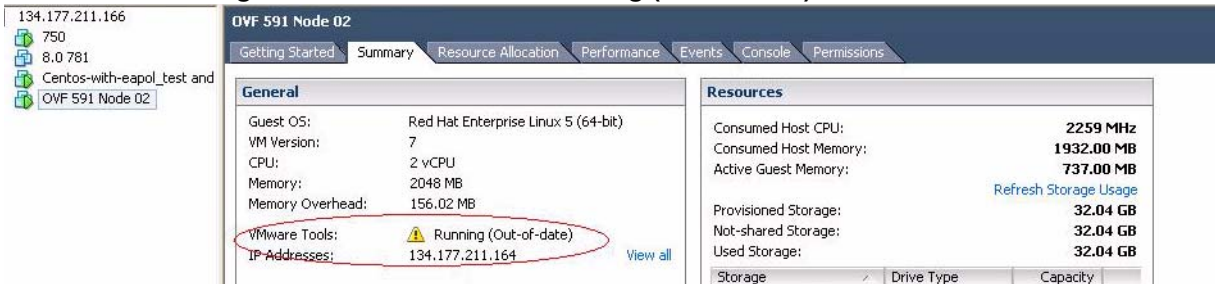 134.177.211.166
750
8.0 781
Centos-with-eapol_test and
OVF 591 Node 02
OVF 591 Node 02
Getting Started Summary Resource Allocation Performance Events Console Permissions
General
Guest OS: Red Hat Enterprise Linux 5 (64-bit)
VM Version: 7
CPU: 2 vCPU
Memory: 2048 MB
Memory Overhead: 156.02 MB
VMware Tools: Running (Out-of-date)
IP Addresses: 134.177.211.164 View all
Resources
Consumed Host CPU: 2259 MHz
Consumed Host Memory: 1932.00 MB
Active Guest Memory: 737.00 MB
Refresh Storage Usage
Provisioned Storage: 32.04 GB
Not-shared Storage: 32.04 GB
Used Storage: 32.04 GB
Storage Drive Type Capacity